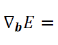 ∇𝒃E =